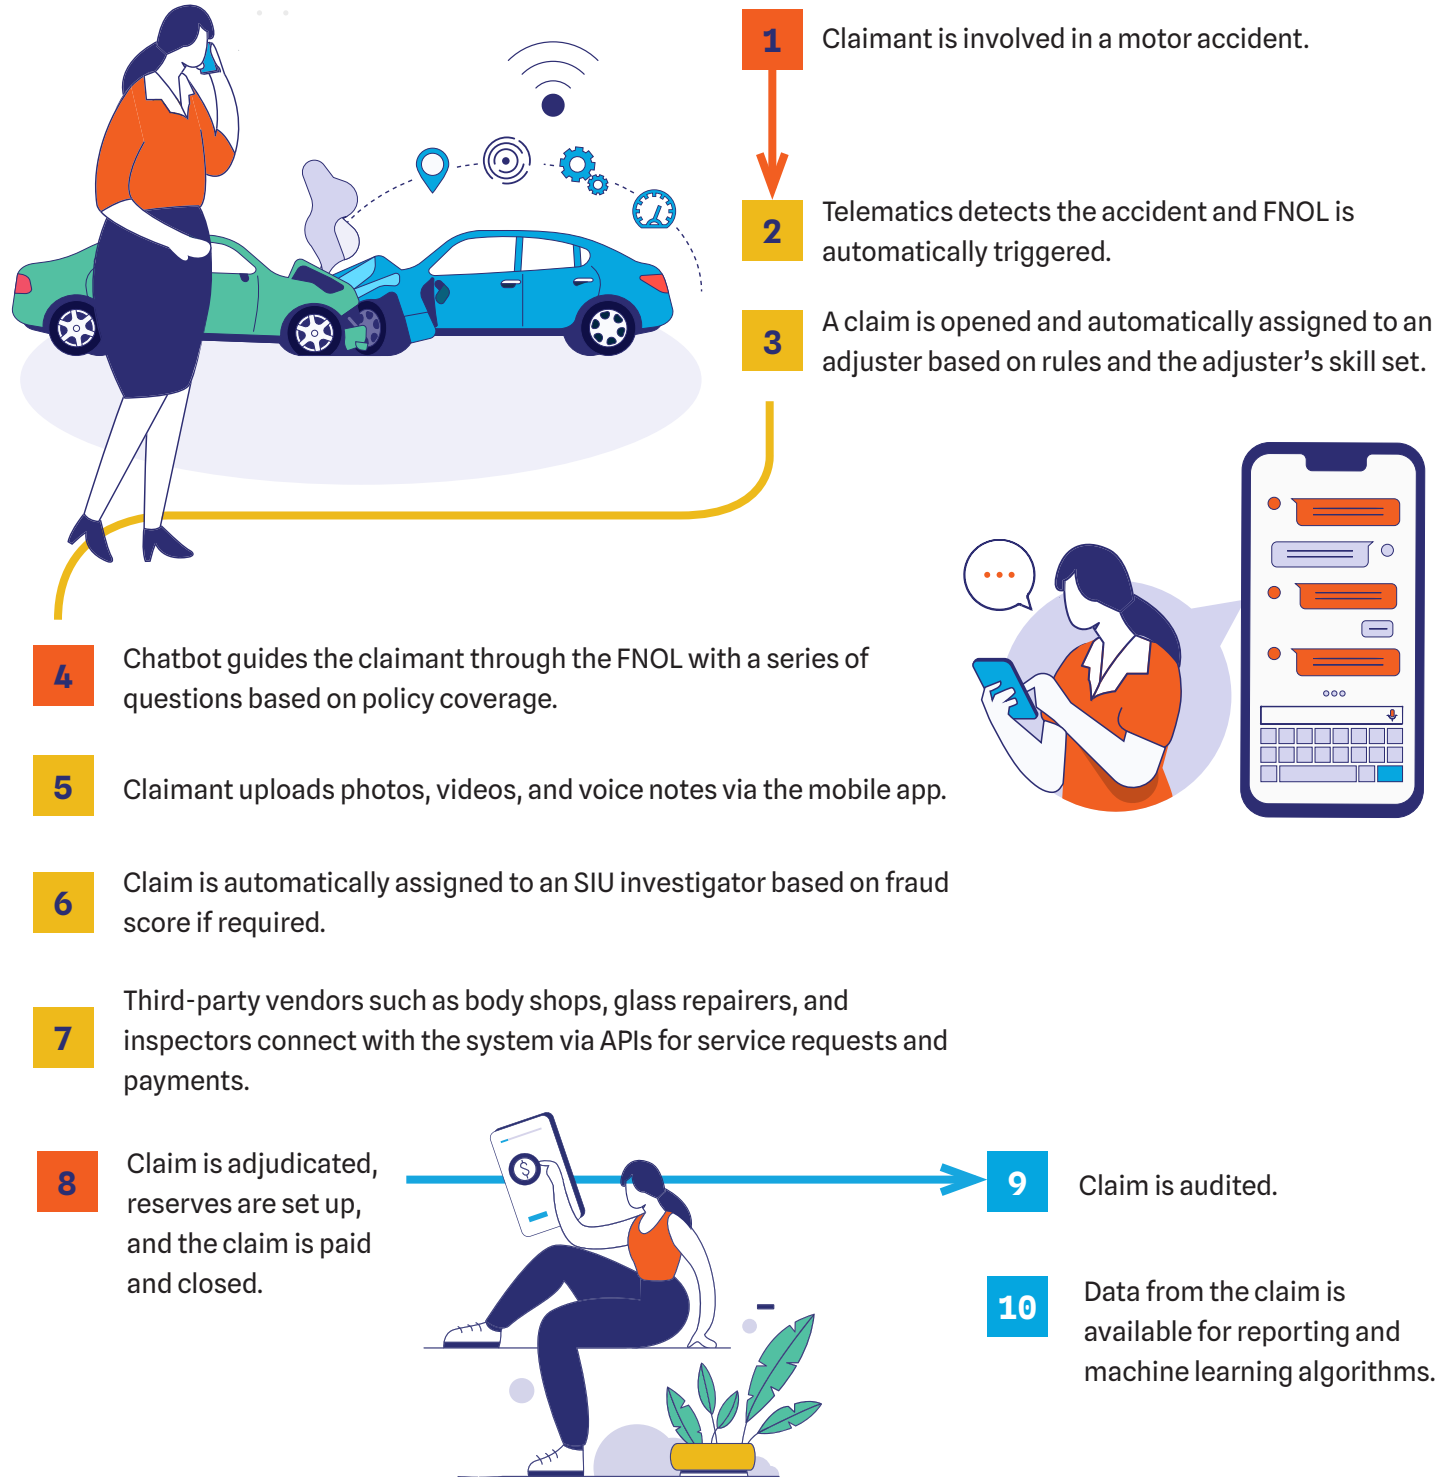 1
Claimant is involved in a motor accident.
2
Telematics detects the accident and FNOL is
automatically triggered.
3
A claim is opened and automatically assigned to an
adjuster based on rules and the adjuster’s skill set.
4
Chatbot guides the claimant through the FNOL with a series of
questions based on policy coverage.
5
Claimant uploads photos, videos, and voice notes via the mobile app.
6
Claim is automatically assigned to an SIU investigator based on fraud
score if required.
7
Third-party vendors such as body shops, glass repairers, and
inspectors connect with the system via APIs for service requests and
payments.
8
Claim is adjudicated,
reserves are set up,
and the claim is paid
and closed.
$
9
Claim is audited.
10
Data from the claim is
available for reporting and
machine learning algorithms.